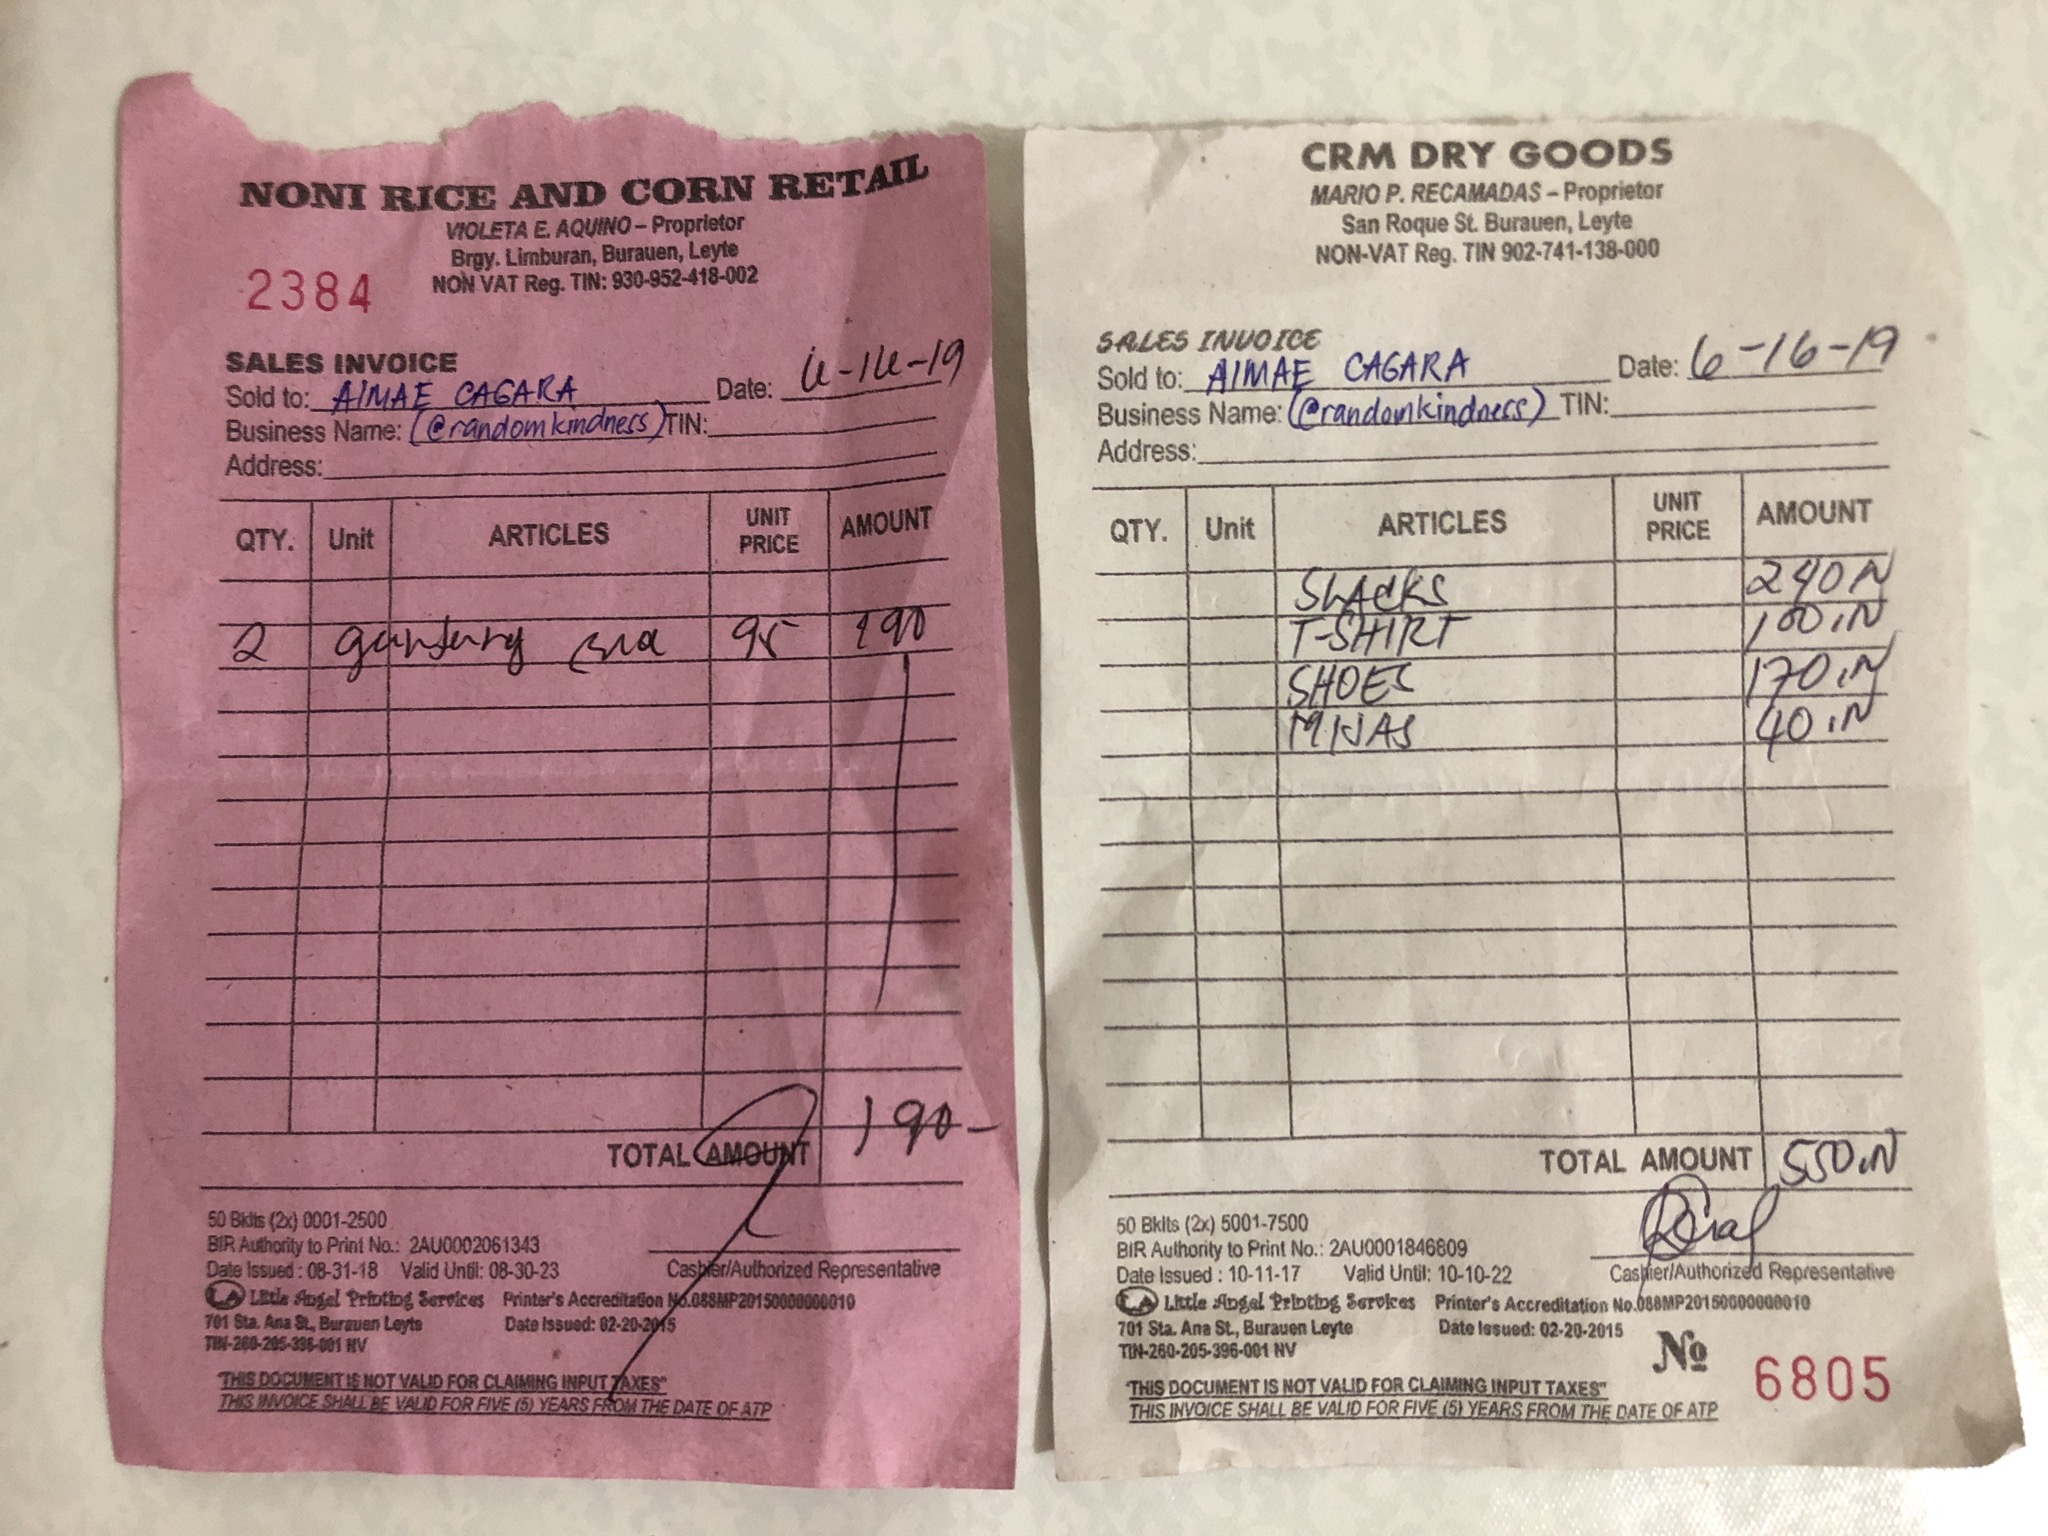 NONI RICE AND CORN RETAIL
VIOLETA E. AQUINO – Proprietor
Brgy. Limburan, Burauen, Leyte
NON VAT Reg. TIN: 930-952-418-002
2384
SALES INVOICE
Sold to: AIMAE CAGARA Date: 6-16-19
Business Name: (@randomkindness) TIN:
Address:
QTY. Unit ARTICLES UNIT PRICE AMOUNT
2 95 190
TOTAL AMOUNT 190-
50 Bklts (2x) 0001-2500
BIR Authority to Print No.: 2AU0002061343
Date Issued : 08-31-18 Valid Until: 08-30-23
Cashier/Authorized Representative
Little Angel Printing Services Printer's Accreditation No.088MP20150000000010
701 Sta. Ana St., Burauen Leyte Date Issued: 02-20-2015
TIN-260-205-396-001 NV
"THIS DOCUMENT IS NOT VALID FOR CLAIMING INPUT TAXES"
THIS INVOICE SHALL BE VALID FOR FIVE (5) YEARS FROM THE DATE OF ATP
CRM DRY GOODS
MARIO P. RECAMADAS – Proprietor
San Roque St. Burauen, Leyte
NON-VAT Reg. TIN 902-741-138-000
SALES INVOICE
Sold to: AIMAE CAGARA Date: 6-16-19
Business Name: (@randomkindness) TIN:
Address:
QTY. Unit ARTICLES UNIT PRICE AMOUNT
SLACKS 240
T-SHIRT 100
SHOES 170
40
TOTAL AMOUNT 550
50 Bklts (2x) 5001-7500
BIR Authority to Print No.: 2AU0001846809
Date Issued : 10-11-17 Valid Until: 10-10-22
Cashier/Authorized Representative
Little Angel Printing Services Printer's Accreditation No.088MP20150000000010
701 Sta. Ana St., Burauen Leyte Date Issued: 02-20-2015
TIN-260-205-396-001 NV
No 6805
"THIS DOCUMENT IS NOT VALID FOR CLAIMING INPUT TAXES"
THIS INVOICE SHALL BE VALID FOR FIVE (5) YEARS FROM THE DATE OF ATP